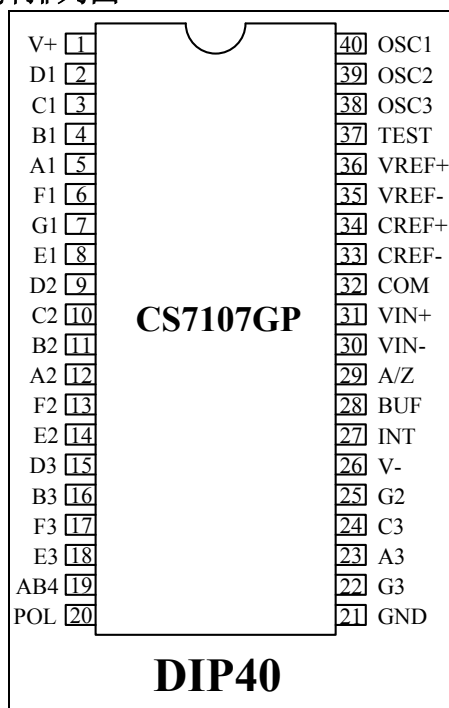 V+ 1 40 OSC1
D1 2 39 OSC2
C1 3 38 OSC3
B1 4 37 TEST
A1 5 36 VREF+
F1 6 35 VREF-
G1 7 34 CREF+
E1 8 33 CREF-
D2 9 32 COM
C2 10 CS7107GP 31 VIN+
B2 11 30 VIN-
A2 12 29 A/Z
F2 13 28 BUF
E2 14 27 INT
D3 15 26 V-
B3 16 25 G2
F3 17 24 C3
E3 18 23 A3
AB4 19 22 G3
POL 20 21 GND
DIP40